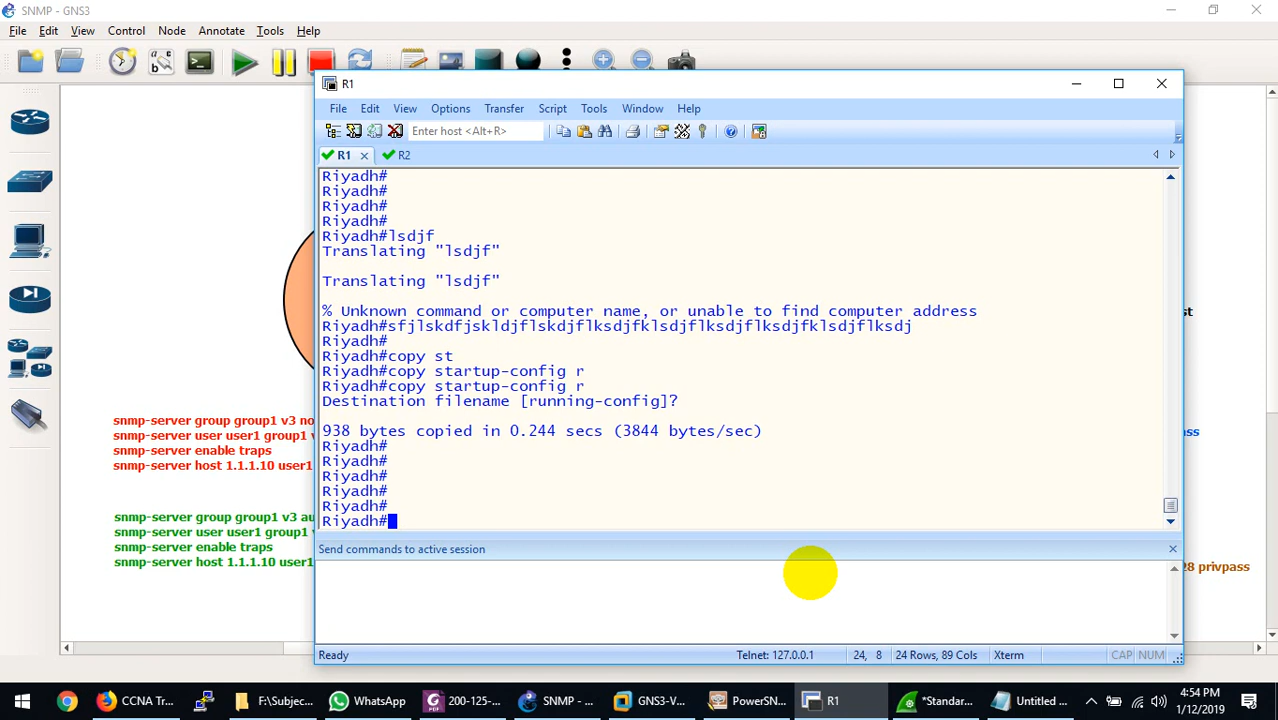 SNMP - GNS3
File Edit View Control Node Annotate Tools Help
R1
File Edit View Options Transfer Script Tools Window Help
Enter host <Alt+R>
R1 R2
Riyadh#
Riyadh#
Riyadh#
Riyadh#
Riyadh#lsdjf
Translating "lsdjf"
Translating "lsdjf"
% Unknown command or computer name, or unable to find computer address
Riyadh#sfjlskdfjskldjflskdjflksdjfklsdjflksdjflksdjfklsdjflksdj
Riyadh#
Riyadh#copy st
Riyadh#copy startup-config r
Riyadh#copy startup-config r
Destination filename [running-config]?
938 bytes copied in 0.244 secs (3844 bytes/sec)
Riyadh#
Riyadh#
Riyadh#
Riyadh#
Riyadh#
Riyadh#
Send commands to active session
Ready Telnet: 127.0.0.1 24, 8 24 Rows, 89 Cols Xterm CAP NUM
snmp-server group group1 v3 no
snmp-server user user1 group1
snmp-server enable traps
snmp-server host 1.1.1.10 user1
snmp-server group group1 v3 au
snmp-server user user1 group1
snmp-server enable traps
snmp-server host 1.1.1.10 user1
st
pass
28 privpass
CCNA Tr... F:\Subjec... WhatsApp 200-125-... SNMP - ... GNS3-V... PowerSN... R1 *Standar... Untitled ...
4:54 PM
1/12/2019